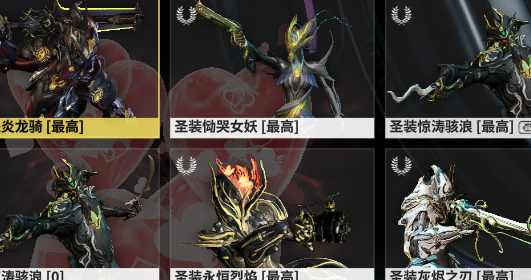 炎龙骑 [最高]
圣装恸哭女妖 [最高]
圣装惊涛骇浪 [最高]
涛骇浪 [0]
圣装永恒烈焰 [最高]
圣装灰烬之刃 [最高]